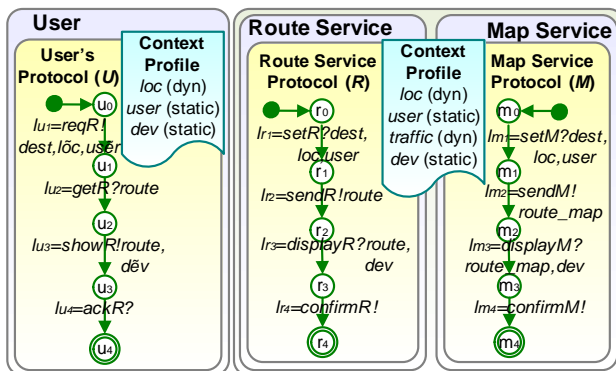 User
User's
Protocol (U)
u0
lu1=reqR!
dest,lõc,user
u1
lu2=getR?route
u2
lu3=showR!route,
dẽv
u3
lu4=ackR?
u4
Context
Profile
loc (dyn)
user (static)
dev (static)
Route Service
Route Service
Protocol (R)
r0
lr1=setR?dest,
loc,user
r1
lr2=sendR!route
r2
lr3=displayR?route,
dev
r3
lr4=confirmR!
r4
Context
Profile
loc (dyn)
user (static)
traffic (dyn)
dev (static)
Map Service
Map Service
Protocol (M)
m0
lm1=setM?dest,
loc,user
m1
lm2=sendM!
route_map
m2
lm3=displayM?
route_map,dev
m3
lm4=confirmM!
m4